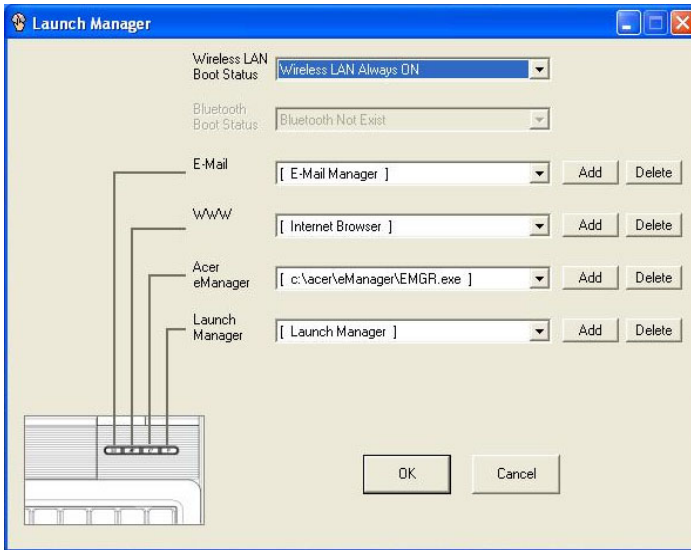 Launch Manager
Wireless LAN
Boot Status
Wireless LAN Always ON
Bluetooth
Boot Status
Bluetooth Not Exist
E-Mail
[ E-Mail Manager ]
Add
Delete
WWW
[ Internet Browser ]
Add
Delete
Acer
eManager
[ c:\acer\eManager\EMGR.exe ]
Add
Delete
Launch
Manager
[ Launch Manager ]
Add
Delete
OK
Cancel